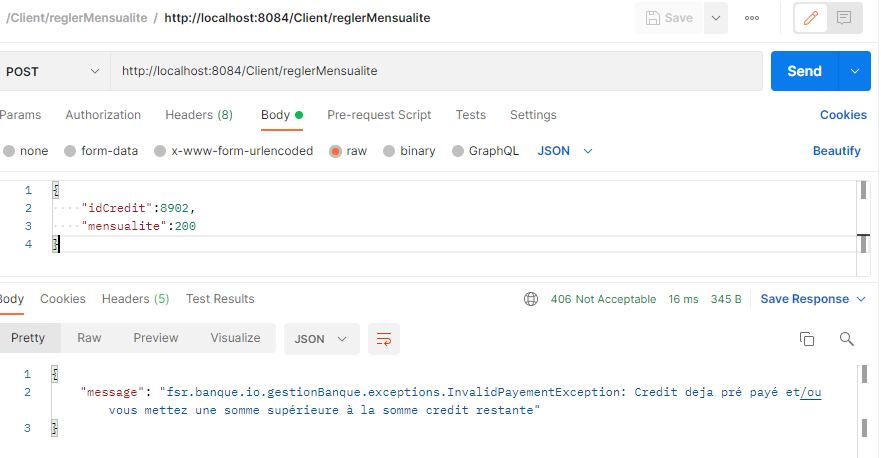 /Client/reglerMensualite / http://localhost:8084/Client/reglerMensualite Save
POST http://localhost:8084/Client/reglerMensualite Send
Params Authorization Headers (8) Body Pre-request Script Tests Settings Cookies
none form-data x-www-form-urlencoded raw binary GraphQL JSON Beautify
1 {
2 "idCredit":8902,
3 "mensualite":200
4 }
Body Cookies Headers (5) Test Results 406 Not Acceptable 16 ms 345 B Save Response
Pretty Raw Preview Visualize JSON
1 {
2 "message": "fsr.banque.io.gestionBanque.exceptions.InvalidPayementException: Credit deja pré payé et/ou
vous mettez une somme supérieure à la somme credit restante"
3 }